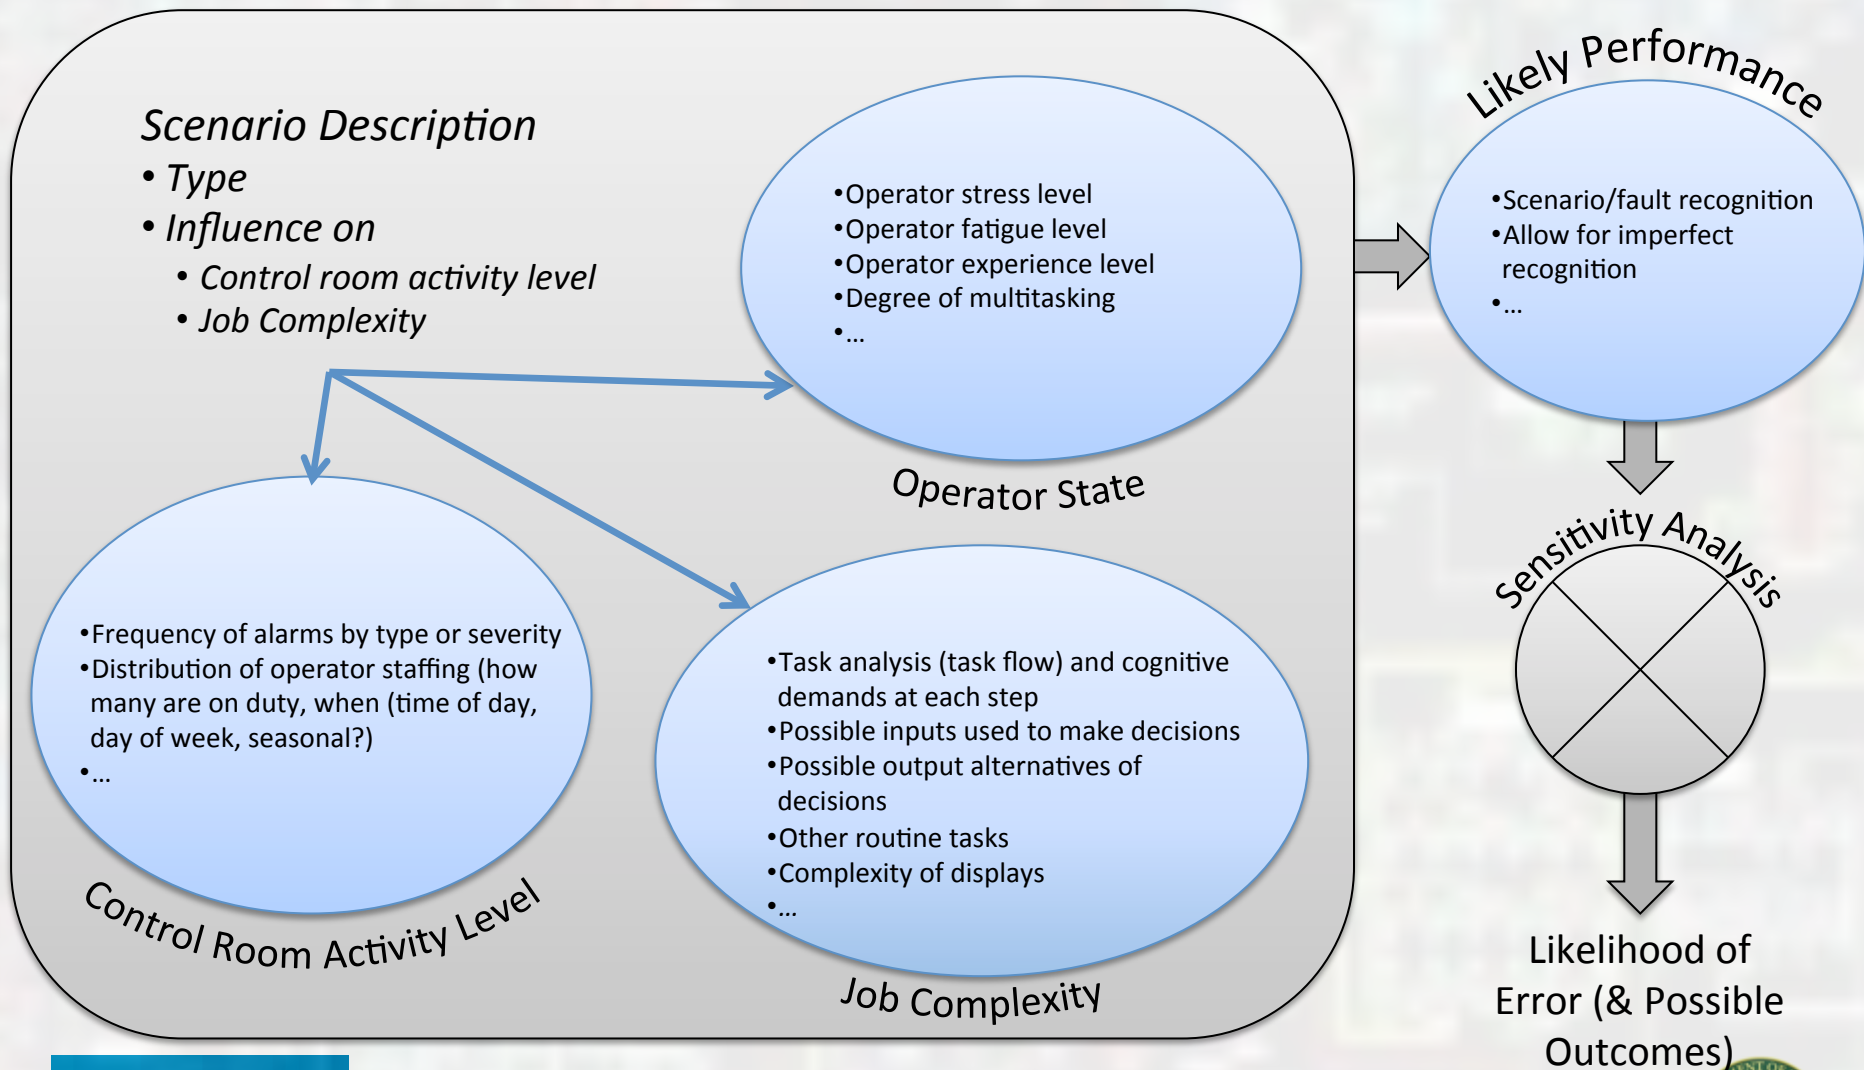 Scenario Description
• Type
• Influence on
• Control room activity level
• Job Complexity
•Operator stress level
•Operator fatigue level
•Operator experience level
•Degree of multitasking
•...
Operator State
•Frequency of alarms by type or severity
•Distribution of operator staffing (how
many are on duty, when (time of day,
day of week, seasonal?)
•...
Control Room Activity Level
•Task analysis (task flow) and cognitive
demands at each step
•Possible inputs used to make decisions
•Possible output alternatives of
decisions
•Other routine tasks
•Complexity of displays
•...
Job Complexity
Likely Performance
•Scenario/fault recognition
•Allow for imperfect
recognition
•...
Sensitivity Analysis
Likelihood of
Error (& Possible
Outcomes)